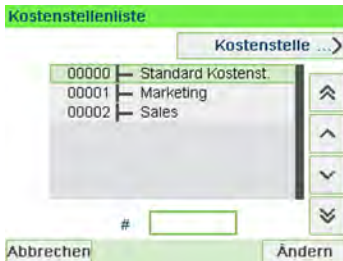 Kostenstellenliste
Kostenstelle ...
00000 Standard Kostenst.
00001 Marketing
00002 Sales
#
Abbrechen Ändern